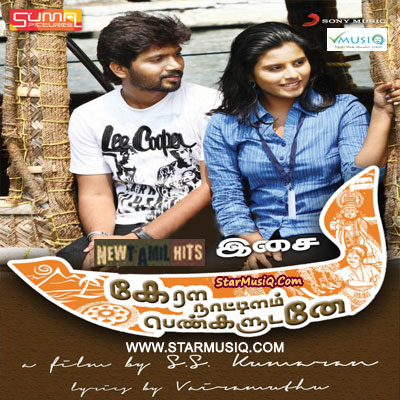 SUMA
PICTURES
SONY MUSIC
VMUSIQ
Lee Cooper
NEW TAMIL HITS
இசை
StarMusiQ.Com
கேரள
நாட்டிளம்
பெண்களுடனே
WWW.STARMUSIQ.COM
a film by S.S. Kumaran
lyrics by Vairamuthu